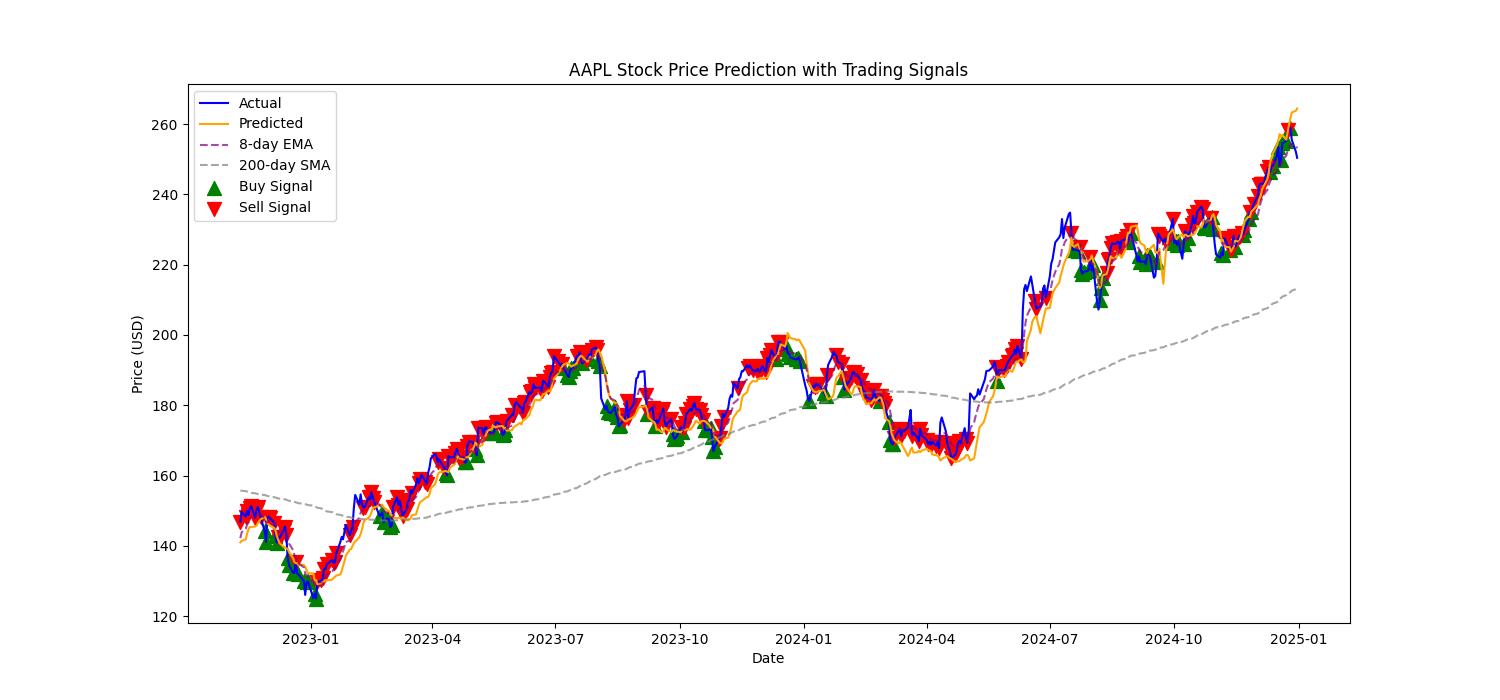 AAPL Stock Price Prediction with Trading Signals
Actual
Predicted
8-day EMA
200-day SMA
Buy Signal
Sell Signal
Price (USD)
260
240
220
200
180
160
140
120
2023-01
2023-04
2023-07
2023-10
2024-01
2024-04
2024-07
2024-10
2025-01
Date